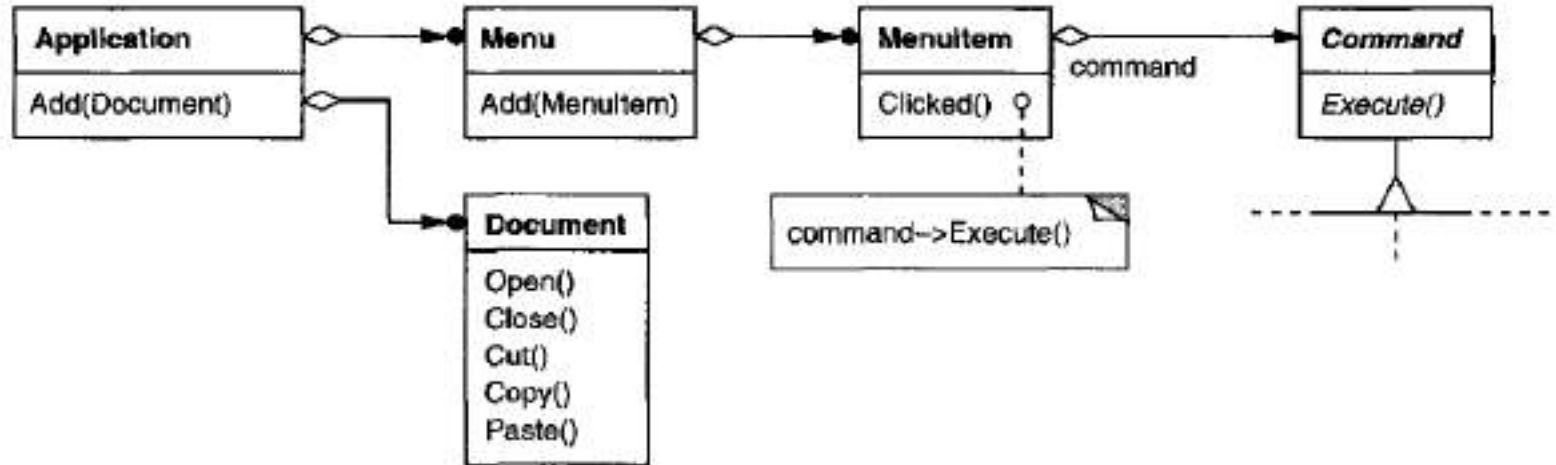 Application
Add(Document)
Menu
Add(MenuItem)
MenuItem
Clicked()
command
Command
Execute()
command->Execute()
Document
Open()
Close()
Cut()
Copy()
Paste()